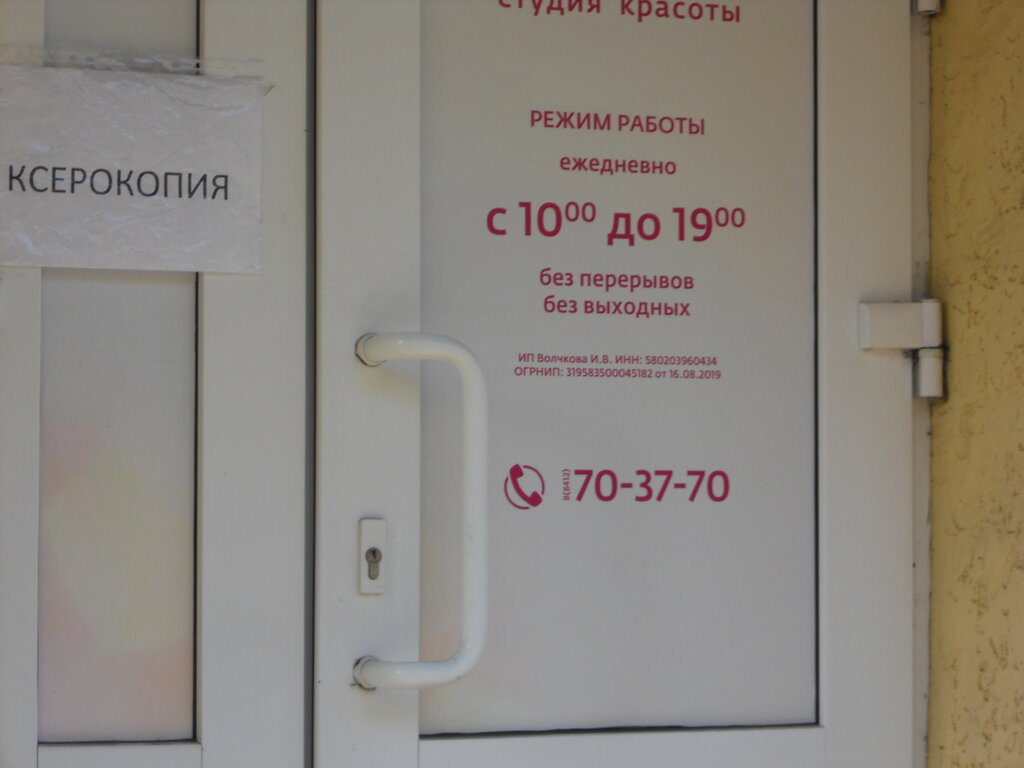 студия красоты
РЕЖИМ РАБОТЫ
ежедневно
КСЕРОКОПИЯ
с 10⁰⁰ до 19⁰⁰
без перерывов
без выходных
ИП Волчкова И.В. ИНН: 580203960434
ОГРНИП: 319583500045182 от 16.08.2019
8(8412) 70-37-70